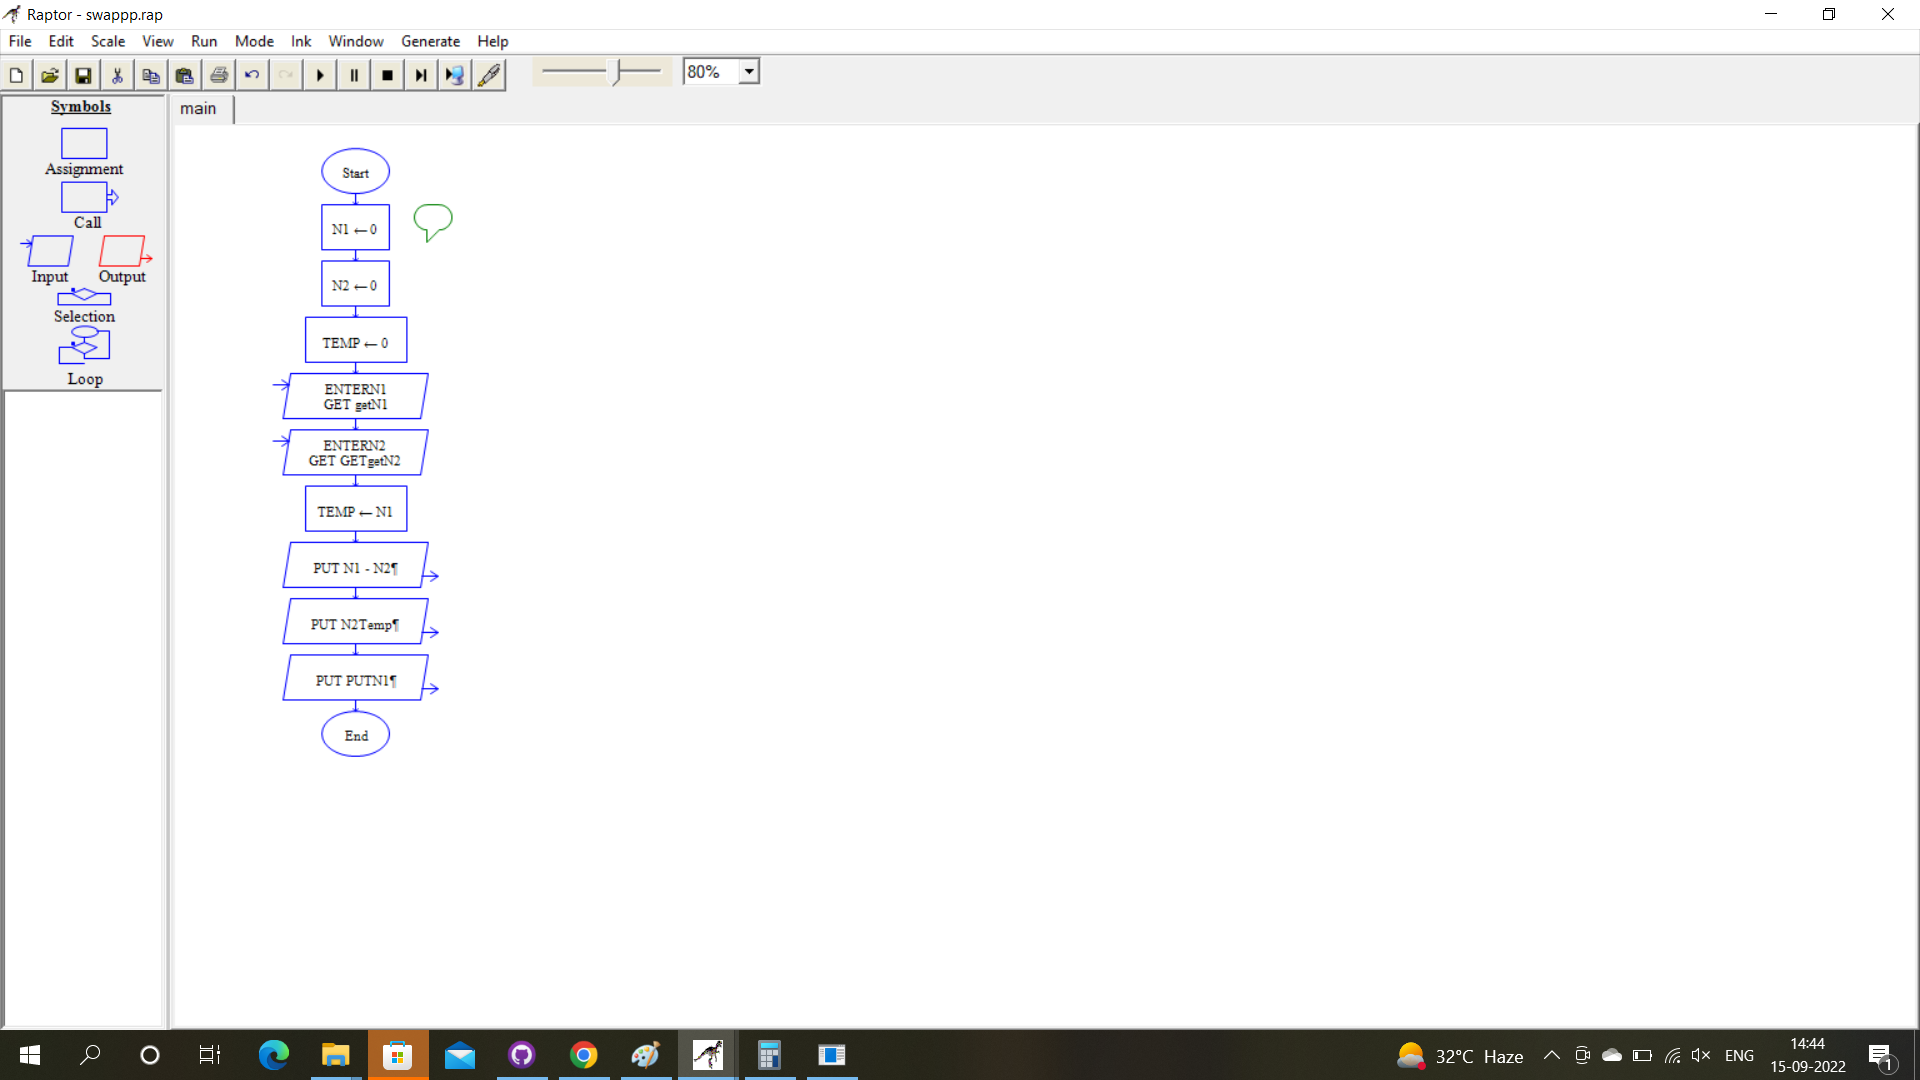 Raptor - swappp.rap
File Edit Scale View Run Mode Ink Window Generate Help
80%
Symbols
Assignment
Call
Input Output
Selection
Loop
main
Start
N1 ← 0
N2 ← 0
TEMP ← 0
ENTERN1
GET getN1
ENTERN2
GET GETgetN2
TEMP ← N1
PUT N1 - N2¶
PUT N2Temp¶
PUT PUTN1¶
End
32°C Haze
ENG
14:44
15-09-2022
1